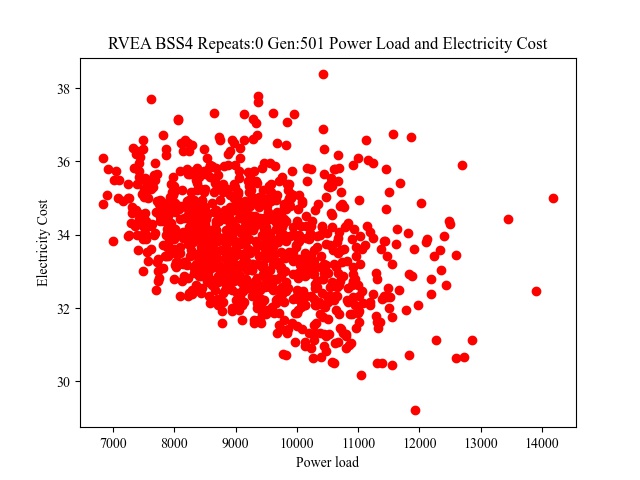 RVEA BSS4 Repeats:0 Gen:501 Power Load and Electricity Cost
Electricity Cost
38
36
34
32
30
7000 8000 9000 10000 11000 12000 13000 14000
Power load